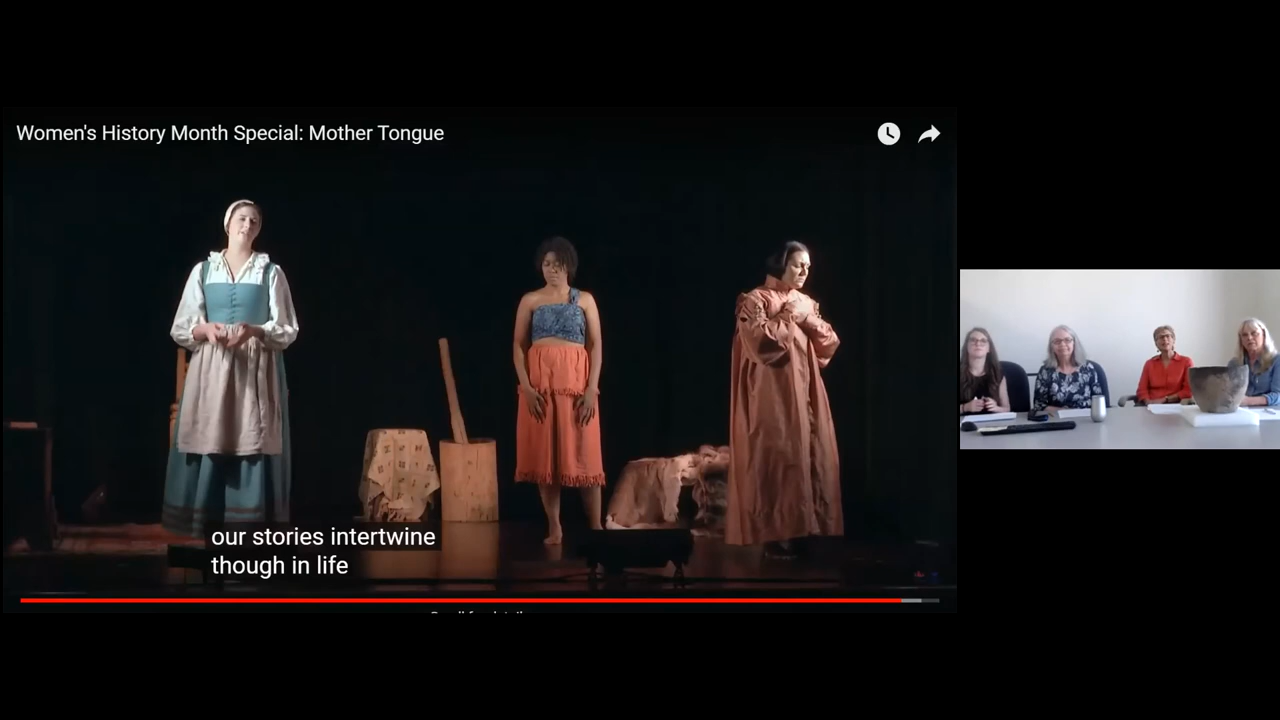 Women's History Month Special: Mother Tongue
our stories intertwine
though in life